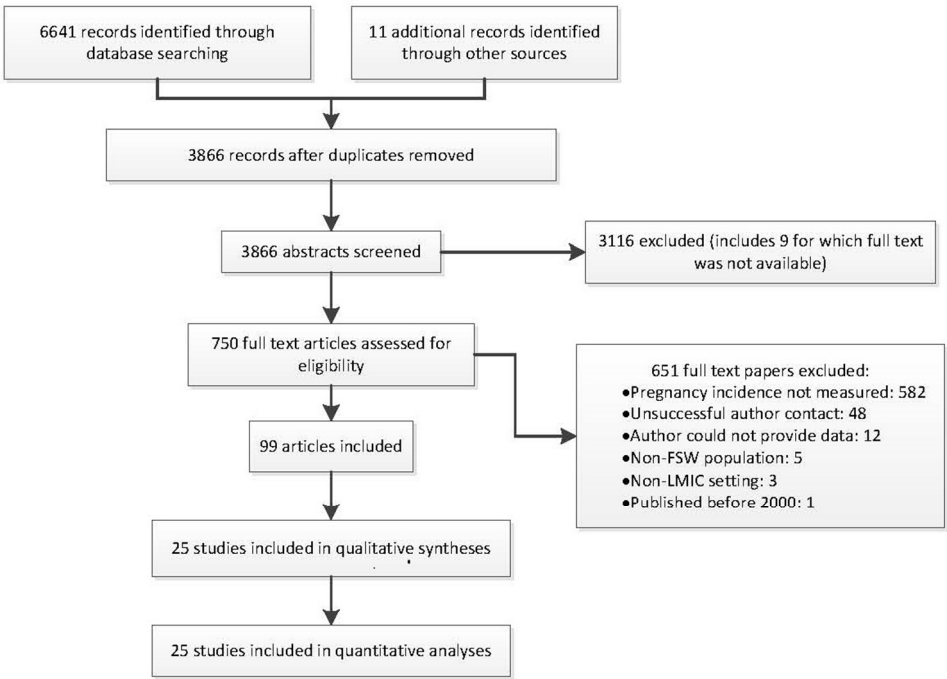 6641 records identified through
database searching
11 additional records identified
through other sources
3866 records after duplicates removed
3866 abstracts screened
3116 excluded (includes 9 for which full text
was not available)
750 full text articles assessed for
eligibility
651 full text papers excluded:
●Pregnancy incidence not measured: 582
●Unsuccessful author contact: 48
●Author could not provide data: 12
●Non-FSW population: 5
●Non-LMIC setting: 3
●Published before 2000: 1
99 articles included
25 studies included in qualitative syntheses
25 studies included in quantitative analyses